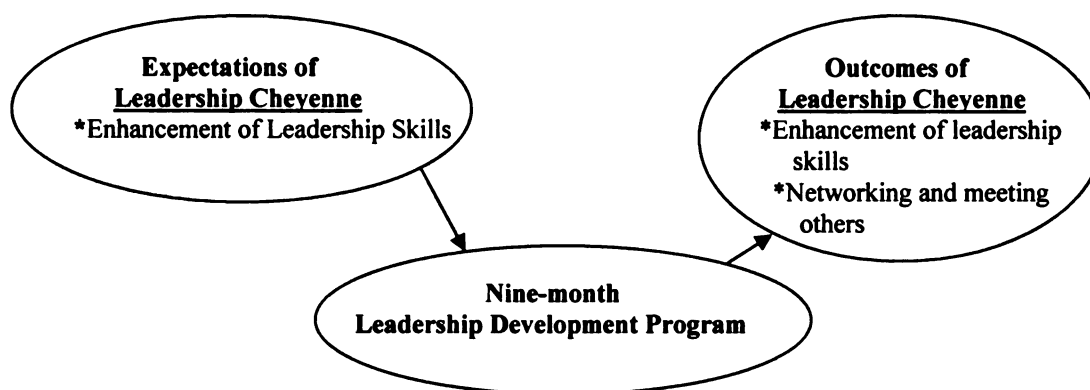 Expectations of
Leadership Cheyenne
*Enhancement of Leadership Skills
Outcomes of
Leadership Cheyenne
*Enhancement of leadership
skills
*Networking and meeting
others
Nine-month
Leadership Development Program